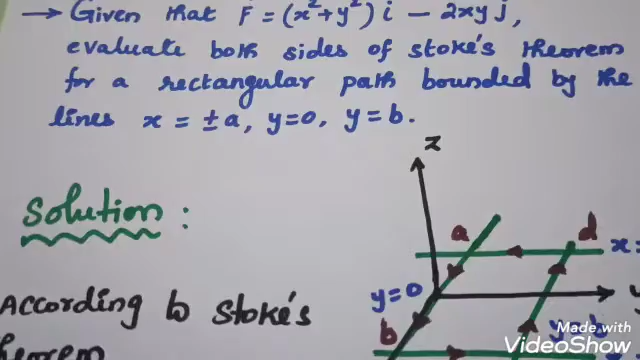 → Given that F = (x²+y²) i - 2xy j,
evaluate both sides of stoke's theorem
for a rectangular path bounded by the
lines x = ±a, y=0, y=b.
z
Solution:
a
d
x=
y=0
y
According to Stoke's
b
y=b
Made with
VideoShow